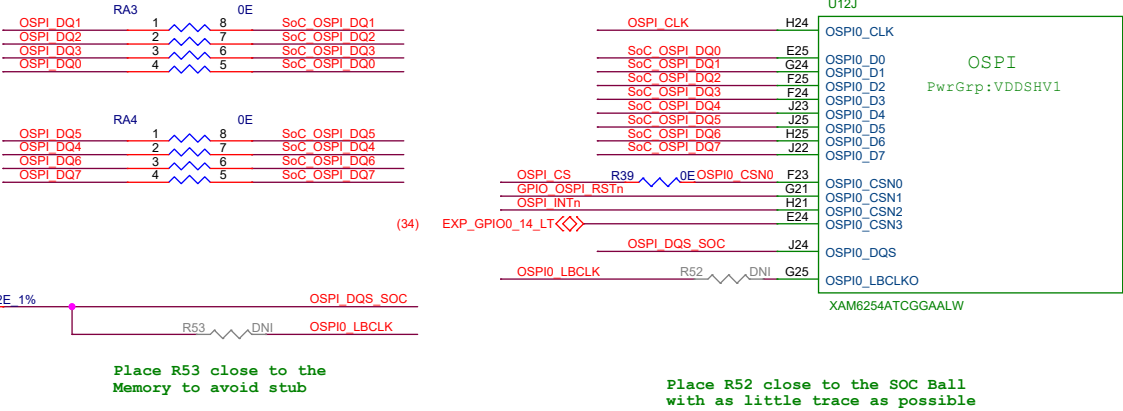 RA3 0E
OSPI_DQ1 1 8 SoC_OSPI_DQ1
OSPI_DQ2 2 7 SoC_OSPI_DQ2
OSPI_DQ3 3 6 SoC_OSPI_DQ3
OSPI_DQ0 4 5 SoC_OSPI_DQ0
RA4 0E
OSPI_DQ5 1 8 SoC_OSPI_DQ5
OSPI_DQ4 2 7 SoC_OSPI_DQ4
OSPI_DQ6 3 6 SoC_OSPI_DQ6
OSPI_DQ7 4 5 SoC_OSPI_DQ7
2E_1% OSPI_DQS_SOC
R53 DNI OSPI0_LBCLK
Place R53 close to the
Memory to avoid stub
U12J
OSPI_CLK H24 OSPI0_CLK
SoC_OSPI_DQ0 E25 OSPI0_D0
SoC_OSPI_DQ1 G24 OSPI0_D1
SoC_OSPI_DQ2 F25 OSPI0_D2
SoC_OSPI_DQ3 F24 OSPI0_D3
SoC_OSPI_DQ4 J23 OSPI0_D4
SoC_OSPI_DQ5 J25 OSPI0_D5
SoC_OSPI_DQ6 H25 OSPI0_D6
SoC_OSPI_DQ7 J22 OSPI0_D7
OSPI
PwrGrp:VDDSHV1
OSPI_CS R39 0E OSPI0_CSN0 F23 OSPI0_CSN0
GPIO_OSPI_RSTn G21 OSPI0_CSN1
OSPI_INTn H21 OSPI0_CSN2
(34) EXP_GPIO0_14_LT E24 OSPI0_CSN3
OSPI_DQS_SOC J24 OSPI0_DQS
OSPI0_LBCLK R52 DNI G25 OSPI0_LBCLKO
XAM6254ATCGGAALW
Place R52 close to the SOC Ball
with as little trace as possible